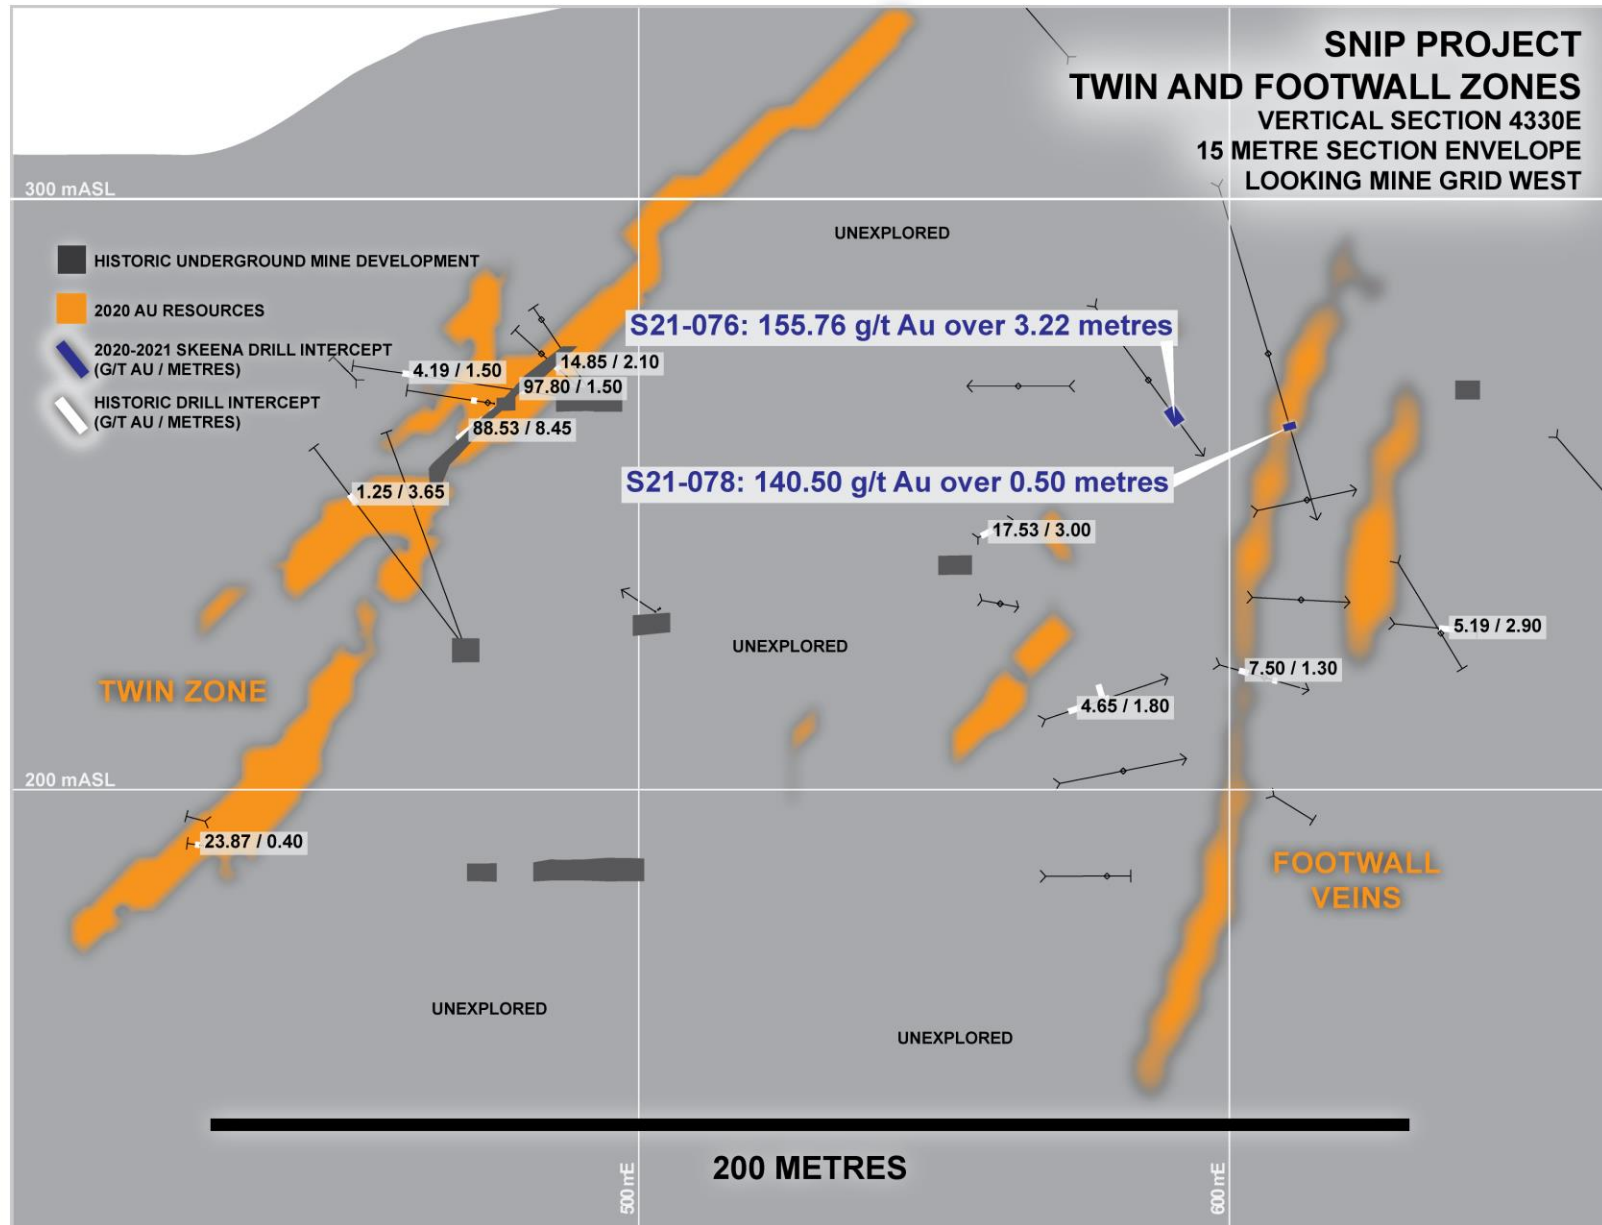 SNIP PROJECT
TWIN AND FOOTWALL ZONES
VERTICAL SECTION 4330E
15 METRE SECTION ENVELOPE
LOOKING MINE GRID WEST
300 mASL
UNEXPLORED
HISTORIC UNDERGROUND MINE DEVELOPMENT
2020 AU RESOURCES
2020-2021 SKEENA DRILL INTERCEPT
(G/T AU / METRES)
HISTORIC DRILL INTERCEPT
(G/T AU / METRES)
S21-076: 155.76 g/t Au over 3.22 metres
14.85 / 2.10
4.19 / 1.50
97.80 / 1.50
88.53 / 8.45
S21-078: 140.50 g/t Au over 0.50 metres
1.25 / 3.65
17.53 / 3.00
5.19 / 2.90
UNEXPLORED
7.50 / 1.30
TWIN ZONE
4.65 / 1.80
200 mASL
23.87 / 0.40
FOOTWALL
VEINS
UNEXPLORED
UNEXPLORED
200 METRES
500 mE
600 mE